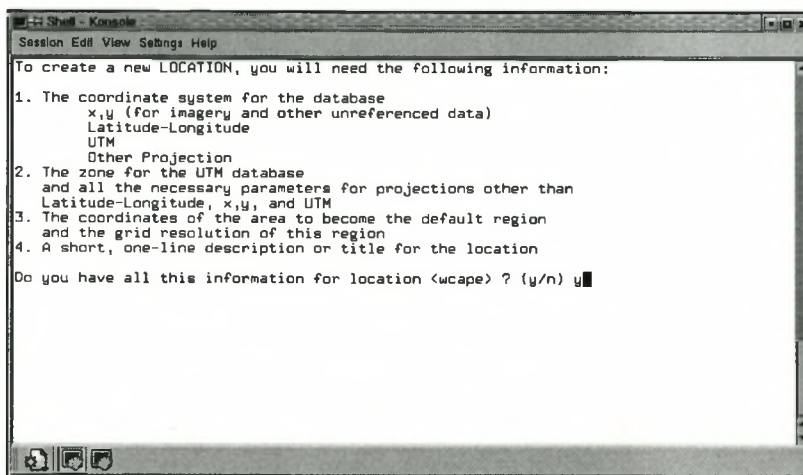 Shell - Konsole
Session Edit View Settings Help
To create a new LOCATION, you will need the following information:
1. The coordinate system for the database
x,y (for imagery and other unreferenced data)
Latitude-Longitude
UTM
Other Projection
2. The zone for the UTM database
and all the necessary parameters for projections other than
Latitude-Longitude, x,y, and UTM
3. The coordinates of the area to become the default region
and the grid resolution of this region
4. A short, one-line description or title for the location
Do you have all this information for location <wcape> ? (y/n) y